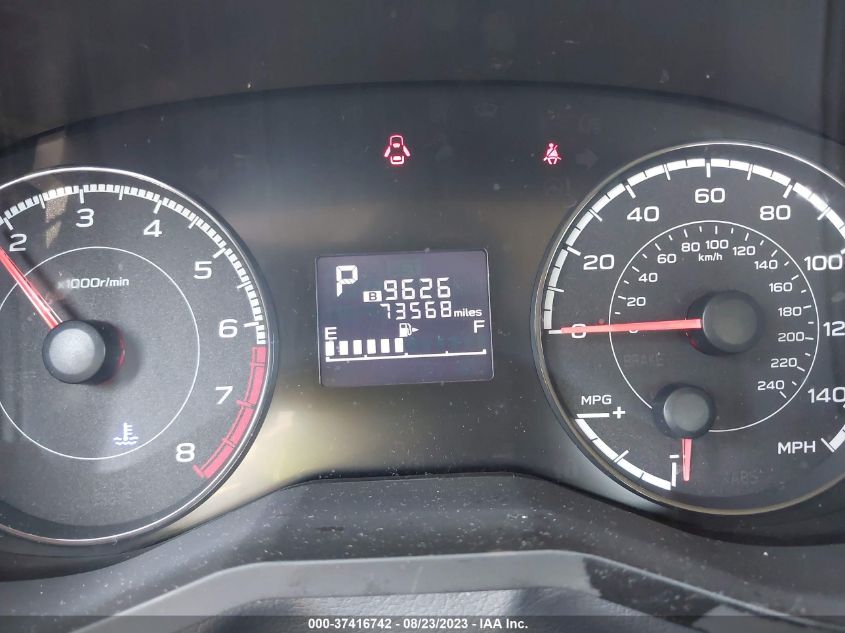 2 3 4 5 6 7 8
x1000r/min
P
B 9626
73568 miles
E F
0 20 40 60 80 100 120 140
20 40 60 80 100 120 140 160 180 200 220 240
km/h
BRAKE
MPG
+
-
MPH
ABS
000-37416742 - 08/23/2023 - IAA Inc.